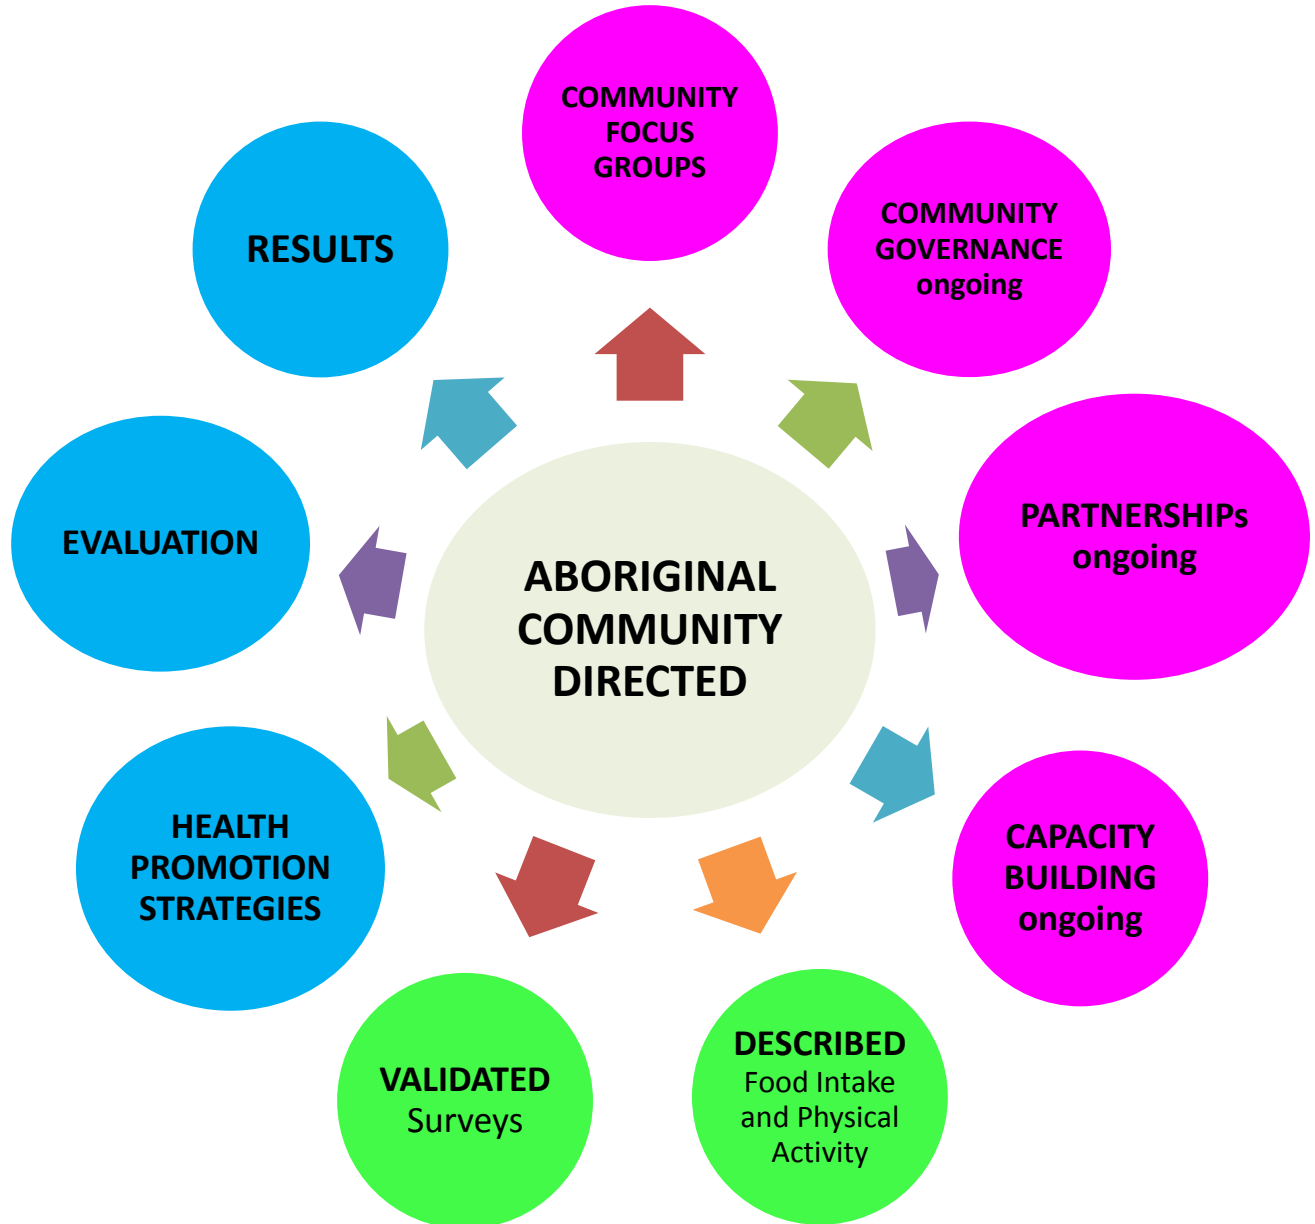 COMMUNITY
FOCUS
GROUPS
COMMUNITY
GOVERNANCE
ongoing
PARTNERSHIPs
ongoing
CAPACITY
BUILDING
ongoing
DESCRIBED
Food Intake
and Physical
Activity
VALIDATED
Surveys
HEALTH
PROMOTION
STRATEGIES
EVALUATION
RESULTS
ABORIGINAL
COMMUNITY
DIRECTED